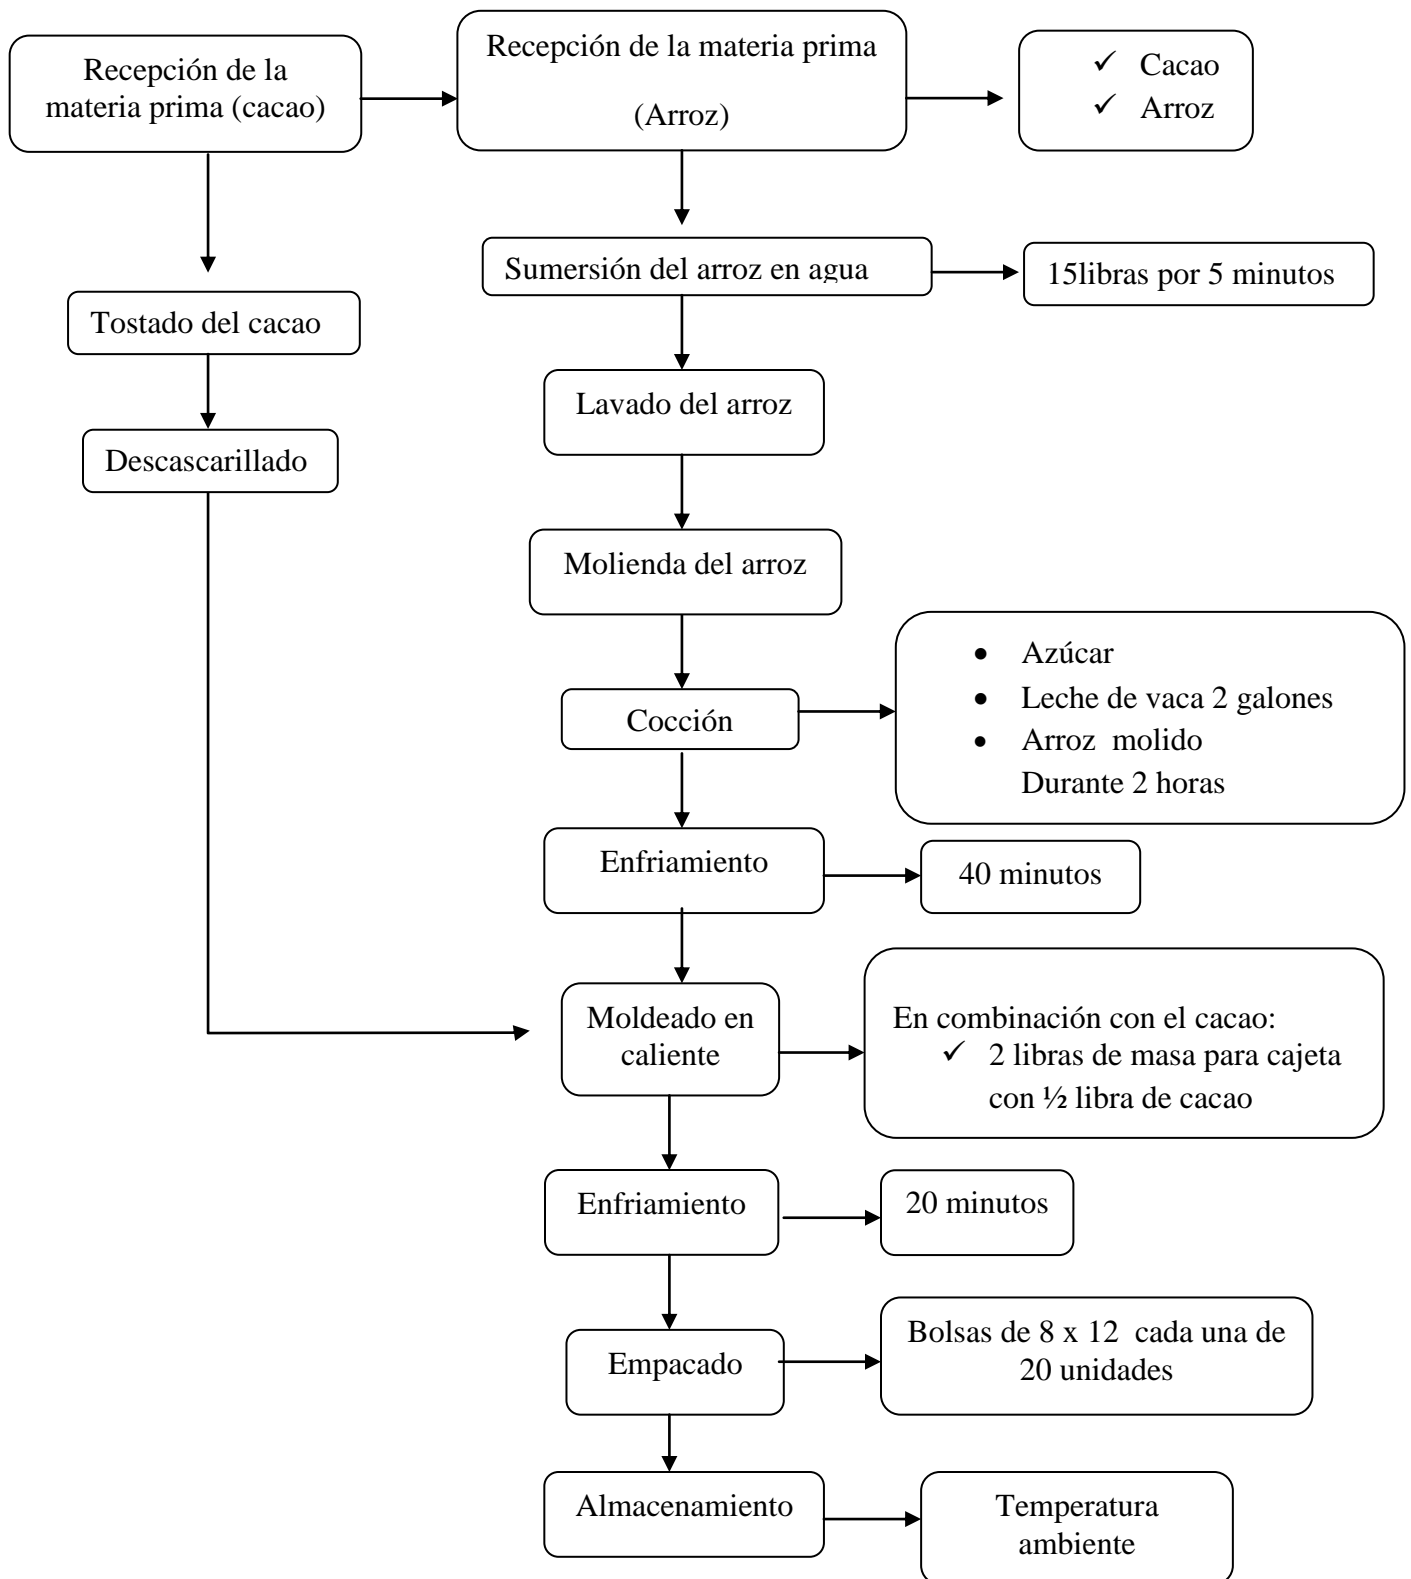 Recepción de la
materia prima (cacao)
Recepción de la materia prima
(Arroz)
✓ Cacao
✓ Arroz
Sumersión del arroz en agua
15libras por 5 minutos
Tostado del cacao
Lavado del arroz
Descascarillado
Molienda del arroz
Cocción
• Azúcar
• Leche de vaca 2 galones
• Arroz molido
Durante 2 horas
Enfriamiento
40 minutos
Moldeado en
caliente
En combinación con el cacao:
✓ 2 libras de masa para cajeta
con ½ libra de cacao
Enfriamiento
20 minutos
Empacado
Bolsas de 8 x 12 cada una de
20 unidades
Almacenamiento
Temperatura
ambiente